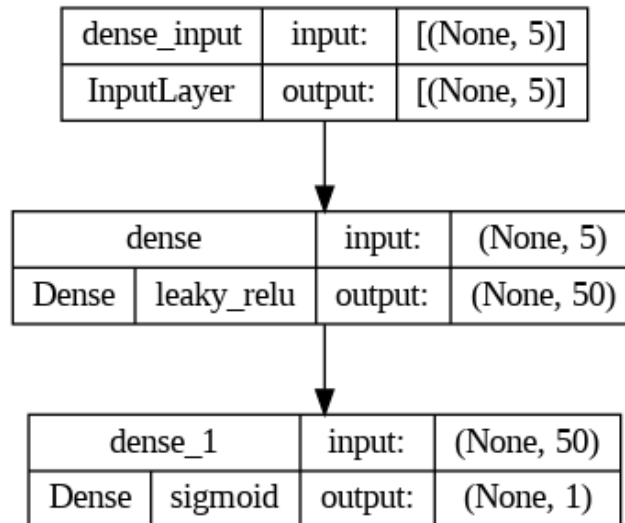 dense_input input: [(None, 5)]
InputLayer output: [(None, 5)]
dense input: (None, 5)
Dense leaky_relu output: (None, 50)
dense_1 input: (None, 50)
Dense sigmoid output: (None, 1)